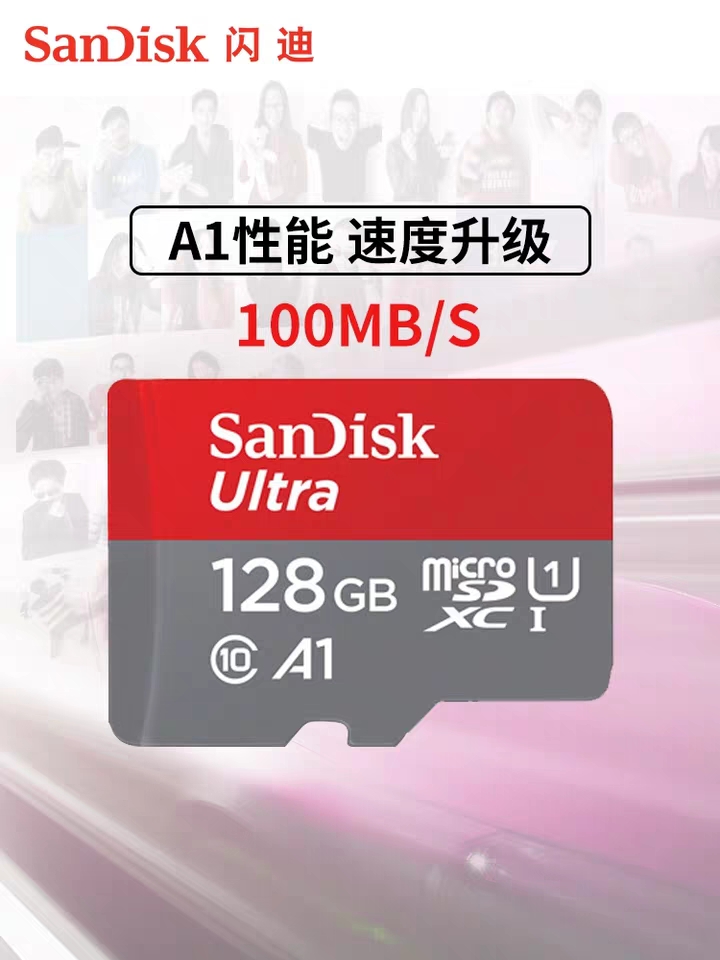 SanDisk 闪迪
A1性能 速度升级
100MB/S
SanDisk
Ultra
128GB
micro SD XC I U1
10 A1